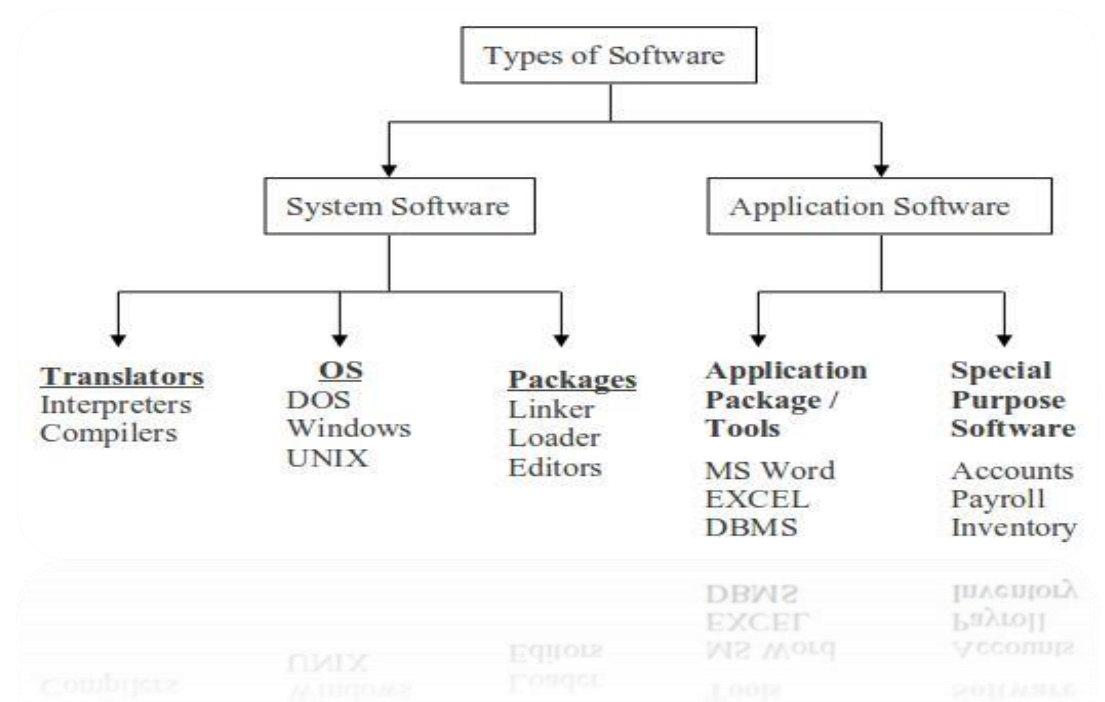 Types of Software
System Software
Application Software
Translators
Interpreters
Compilers
OS
DOS
Windows
UNIX
Packages
Linker
Loader
Editors
Application
Package /
Tools
MS Word
EXCEL
DBMS
Special
Purpose
Software
Accounts
Payroll
Inventory